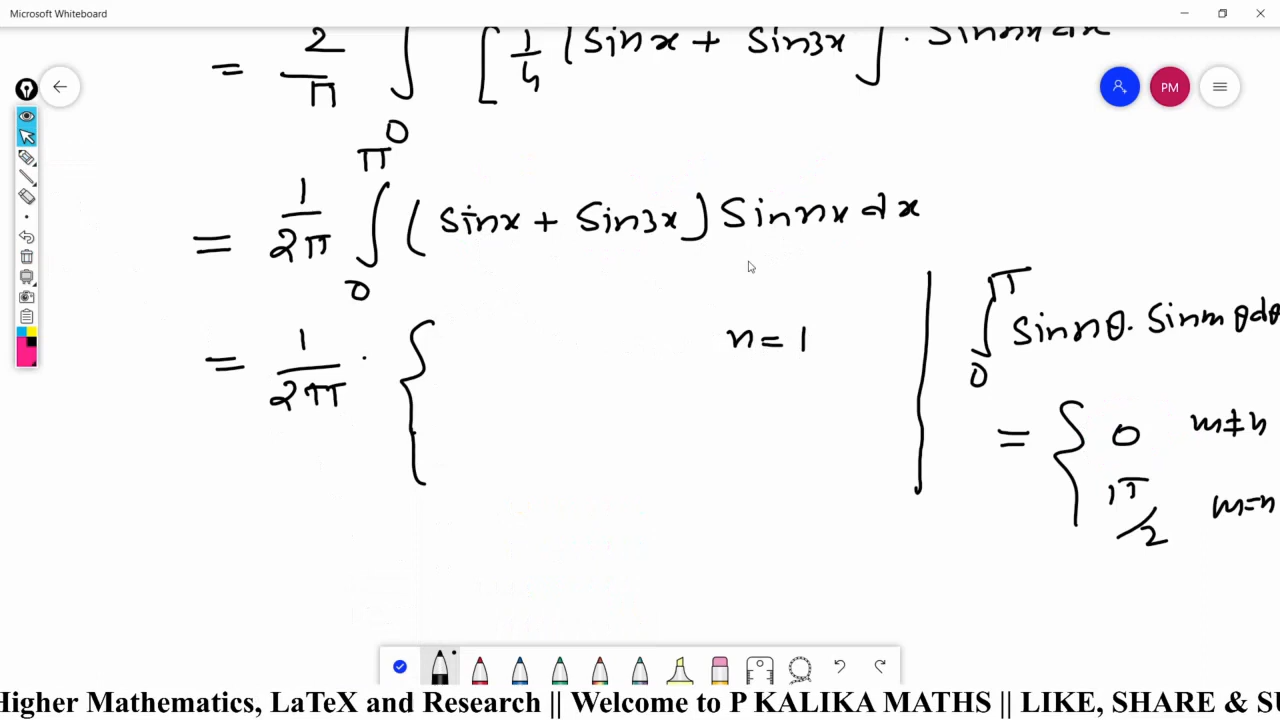 Microsoft Whiteboard
= 2/π ∫ [1/4 (Sinx + Sin3x] . Sinnx dx
0
PM
= 1/2π ∫₀^π (Sinx + Sin3x) Sinnx dx
= 1/2π . { n = 1
∫₀^π Sinnθ. Sinmθdθ
= { 0 m≠n
π/2 m=n
Higher Mathematics, LaTeX and Research || Welcome to P KALIKA MATHS || LIKE, SHARE & SU